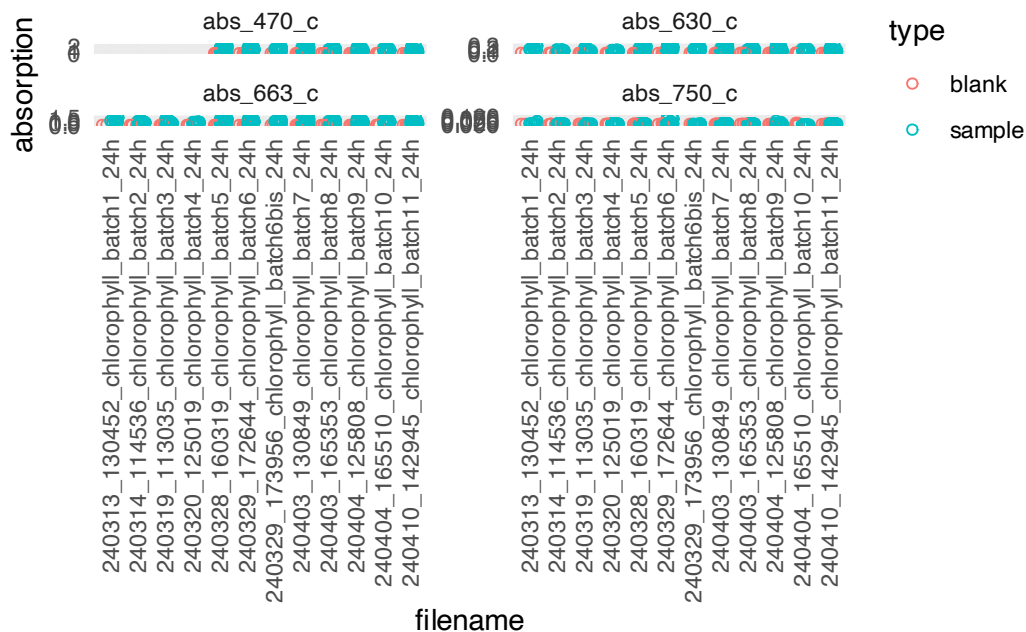 abs_470_c
abs_630_c
type
blank
sample
absorption
abs_663_c
abs_750_c
240313_130452_chlorophyll_batch1_24h
240314_114536_chlorophyll_batch2_24h
240319_113035_chlorophyll_batch3_24h
240320_125019_chlorophyll_batch4_24h
240328_160319_chlorophyll_batch5_24h
240329_172644_chlorophyll_batch6_24h
240329_173956_chlorophyll_batch6bis_24h
240403_130849_chlorophyll_batch7_24h
240403_165353_chlorophyll_batch8_24h
240404_125808_chlorophyll_batch9_24h
240404_165510_chlorophyll_batch10_24h
240410_142945_chlorophyll_batch11_24h
240313_130452_chlorophyll_batch1_24h
240314_114536_chlorophyll_batch2_24h
240319_113035_chlorophyll_batch3_24h
240320_125019_chlorophyll_batch4_24h
240328_160319_chlorophyll_batch5_24h
240329_172644_chlorophyll_batch6_24h
240329_173956_chlorophyll_batch6bis_24h
240403_130849_chlorophyll_batch7_24h
240403_165353_chlorophyll_batch8_24h
240404_125808_chlorophyll_batch9_24h
240404_165510_chlorophyll_batch10_24h
240410_142945_chlorophyll_batch11_24h
filename